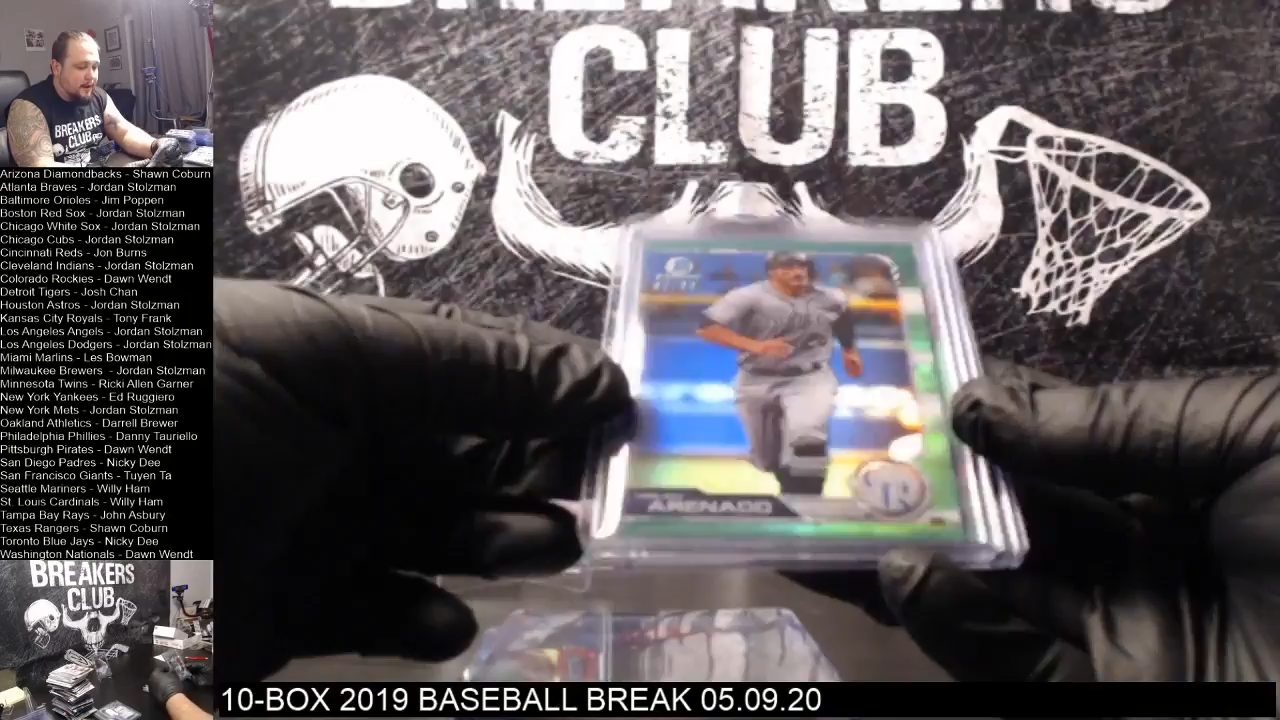 BREAKERS
CLUB
BREAKERS
CLUB
Arizona Diamondbacks - Shawn Coburn
Atlanta Braves - Jordan Stolzman
Baltimore Orioles - Jim Poppen
Boston Red Sox - Jordan Stolzman
Chicago White Sox - Jordan Stolzman
Chicago Cubs - Jordan Stolzman
Cincinnati Reds - Jon Burns
Cleveland Indians - Jordan Stolzman
Colorado Rockies - Dawn Wendt
Detroit Tigers - Josh Chan
Houston Astros - Jordan Stolzman
Kansas City Royals - Tony Frank
Los Angeles Angels - Jordan Stolzman
Los Angeles Dodgers - Jordan Stolzman
Miami Marlins - Les Bowman
Milwaukee Brewers - Jordan Stolzman
Minnesota Twins - Ricki Allen Garner
New York Yankees - Ed Ruggiero
New York Mets - Jordan Stolzman
Oakland Athletics - Darrell Brewer
Philadelphia Phillies - Danny Tauriello
Pittsburgh Pirates - Dawn Wendt
San Diego Padres - Nicky Dee
San Francisco Giants - Tuyen Ta
Seattle Mariners - Willy Ham
St. Louis Cardinals - Willy Ham
Tampa Bay Rays - John Asbury
Texas Rangers - Shawn Coburn
Toronto Blue Jays - Nicky Dee
Washington Nationals - Dawn Wendt
ARENADO
CR
BREAKERS
CLUB
10-BOX 2019 BASEBALL BREAK 05.09.20